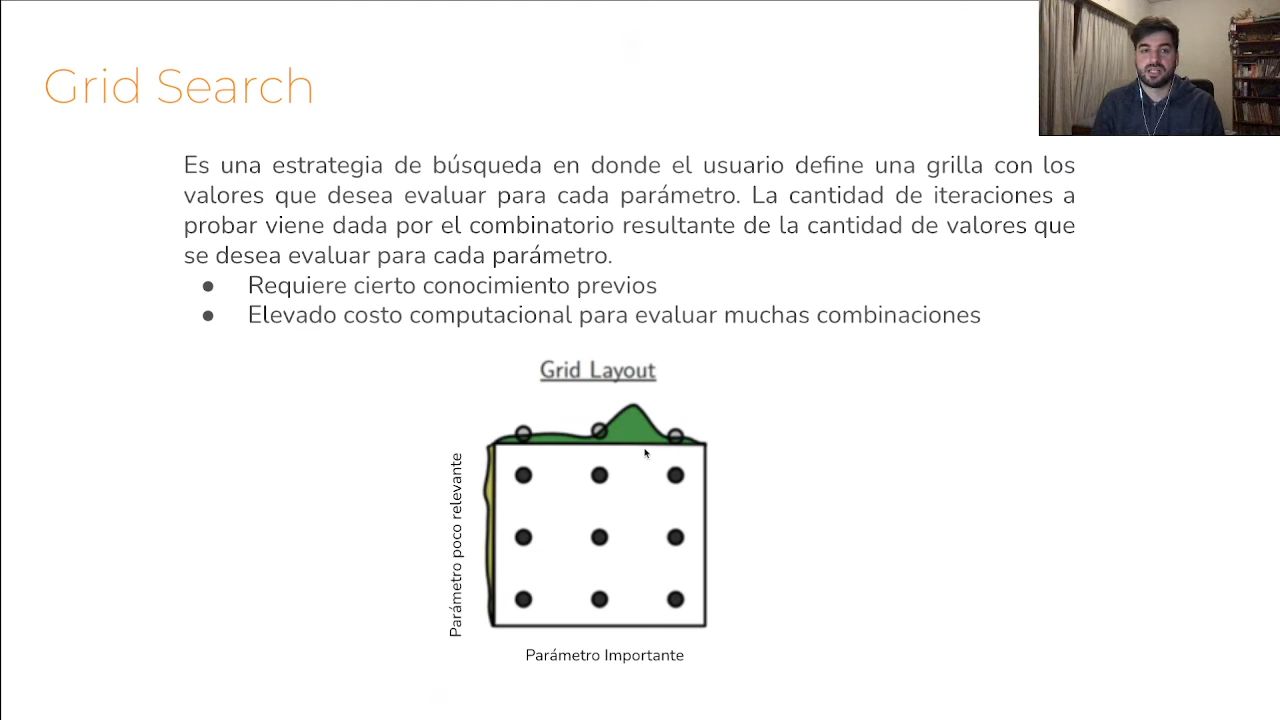 Grid Search
Es una estrategia de búsqueda en donde el usuario define una grilla con los
valores que desea evaluar para cada parámetro. La cantidad de iteraciones a
probar viene dada por el combinatorio resultante de la cantidad de valores que
se desea evaluar para cada parámetro.
● Requiere cierto conocimiento previos
● Elevado costo computacional para evaluar muchas combinaciones
Grid Layout
Parámetro poco relevante
Parámetro Importante